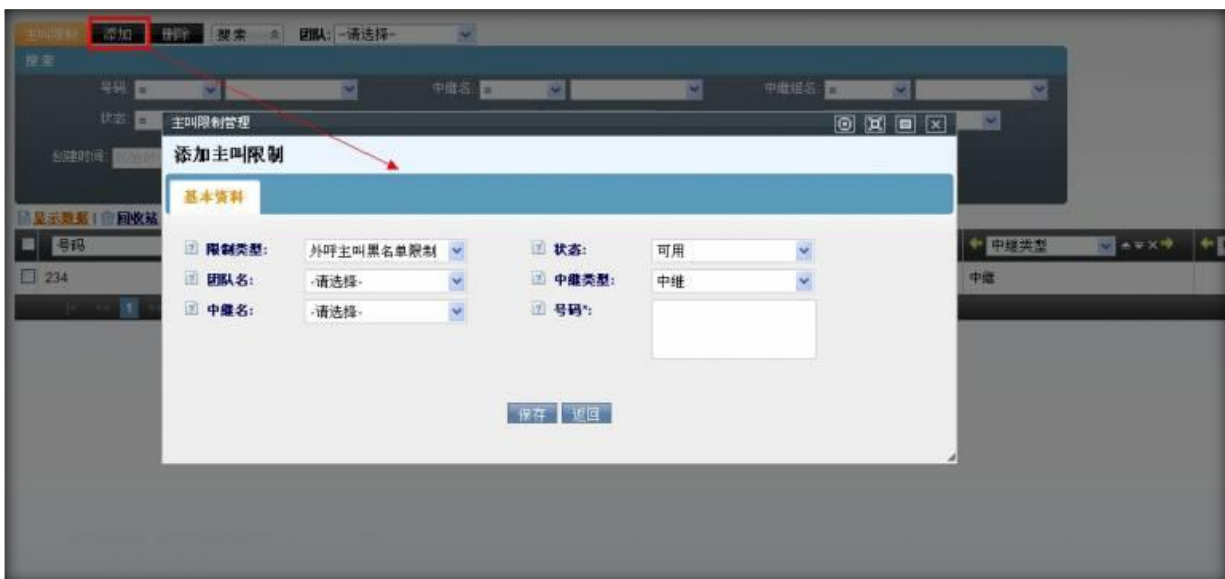 主叫限制 添加 删除 搜索 团队: -请选择-
搜索
号码 = 中继名 = 中继组名 =
状态 =
主叫限制管理
创建时间:
添加主叫限制
基本资料
显示数据 | 回收站
号码
中继类型
限制类型: 外呼主叫黑名单限制 状态: 可用
234
中继
团队名: -请选择- 中继类型: 中继
1
中继名: -请选择- 号码*:
保存 返回